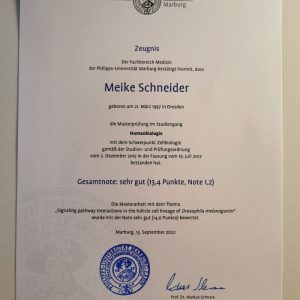 Marburg
Zeugnis
Der Fachbereich Medizin
der Philipps-Universität Marburg bestätigt hiermit, dass
Meike Schneider
geboren am 21. März 1997 in Dresden
die Masterprüfung im Studiengang
Humanbiologie
mit dem Schwerpunkt Zellbiologie
gemäß der Studien- und Prüfungsordnung
vom 2. Dezember 2015 in der Fassung vom 19. Juli 2017
bestanden hat.
Gesamtnote: sehr gut (13,4 Punkte, Note 1,2)
Die Masterarbeit mit dem Thema
„Signaling pathway interactions in the follicle cell lineage of Drosophila melanogaster"
wurde mit der Note sehr gut (14,0 Punkte) bewertet.
Marburg, 13. September 2022
Prof. Dr. Markus Schnare